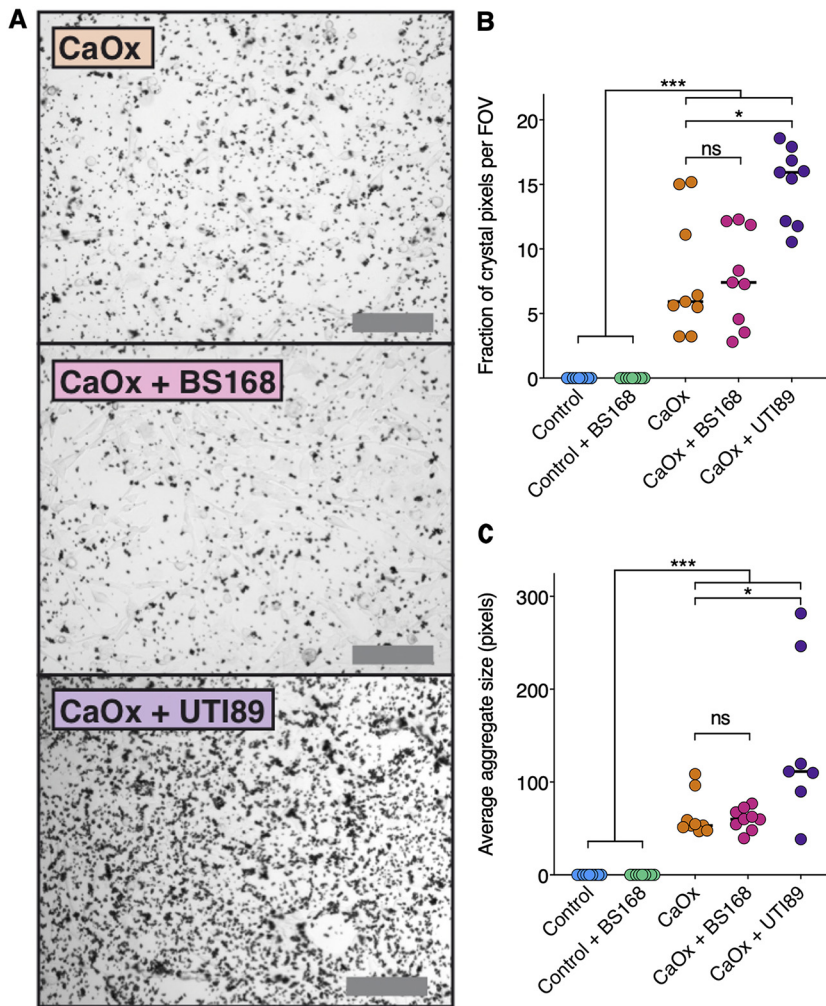 A
CaOx
CaOx + BS168
CaOx + UTI89
B
Fraction of crystal pixels per FOV
20
15
10
5
0
***
*
ns
Control
Control + BS168
CaOx
CaOx + BS168
CaOx + UTI89
C
Average aggregate size (pixels)
300
200
100
0
***
*
ns
Control
Control + BS168
CaOx
CaOx + BS168
CaOx + UTI89